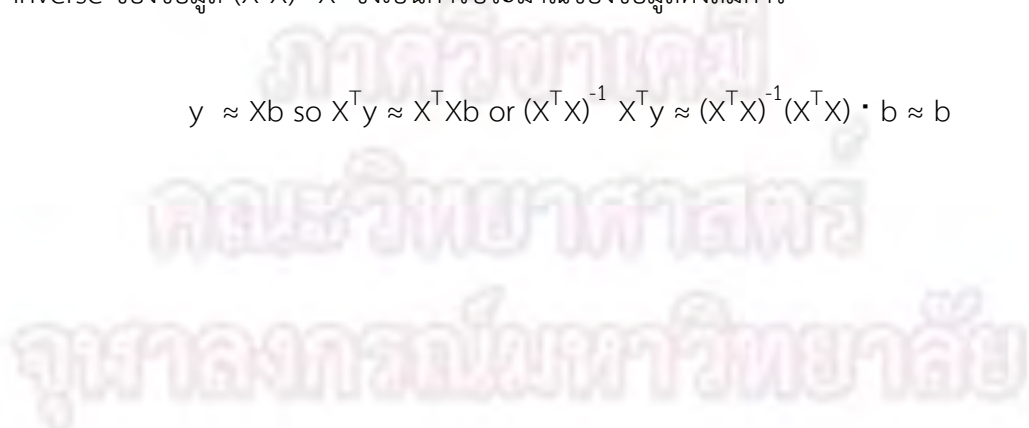 y ≈ Xb so XᵀY ≈ XᵀXb or (XᵀX)⁻¹ Xᵀy ≈ (XᵀX)⁻¹(XᵀX) · b ≈ b
ภาควิชาเคมี
คณะวิทยาศาสตร์
จุฬาลงกรณ์มหาวิทยาลัย